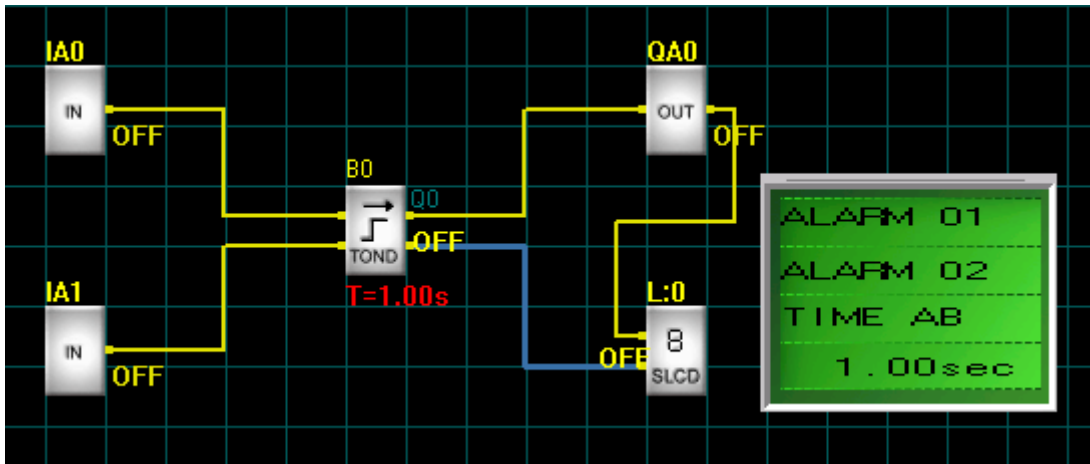 IA0
IN
OFF
B0
Q0
OFF
TOND
T=1.00s
IA1
IN
OFF
QA0
OUT
OFF
L:0
8
OFF
SLCD
ALARM 01
ALARM 02
TIME AB
1.00sec